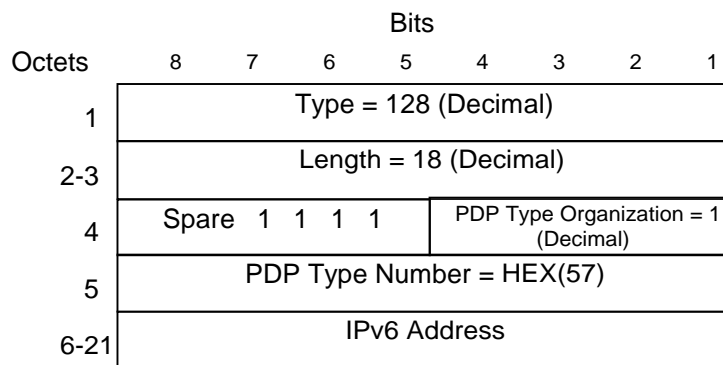 Bits
Octets 8 7 6 5 4 3 2 1
1 Type = 128 (Decimal)
2-3 Length = 18 (Decimal)
4 Spare 1 1 1 1 PDP Type Organization = 1
(Decimal)
5 PDP Type Number = HEX(57)
6-21 IPv6 Address